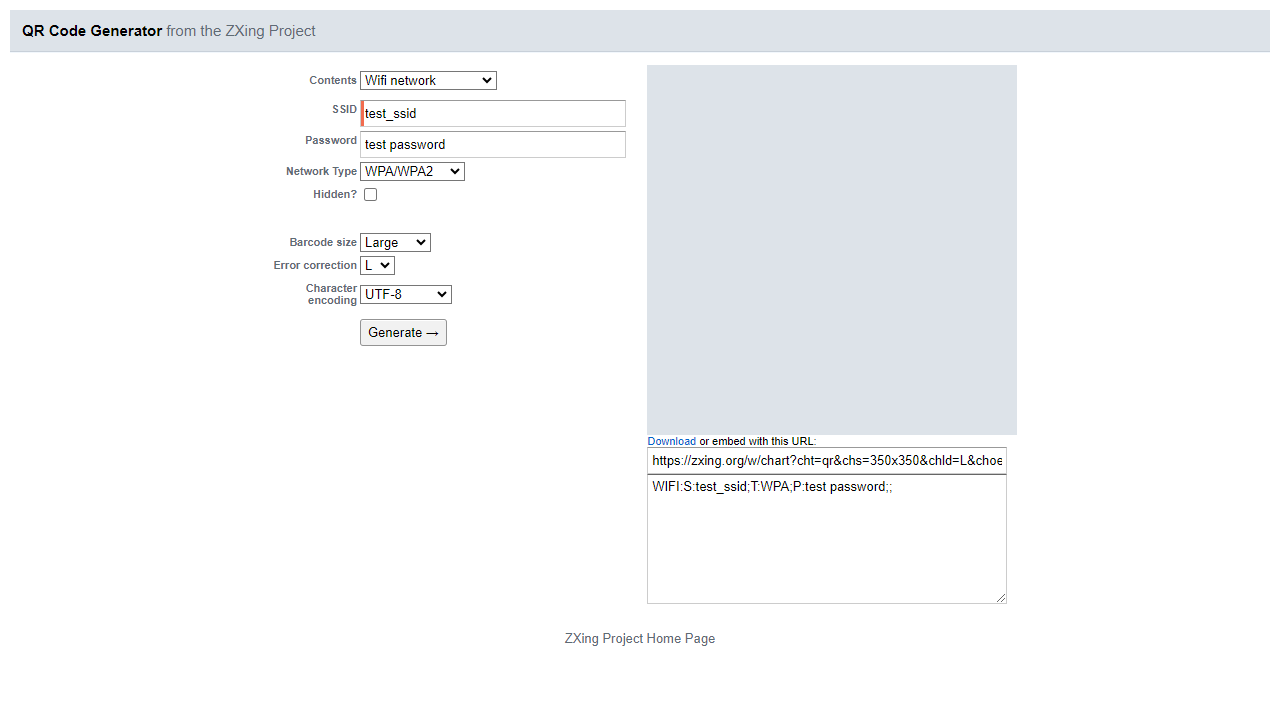 QR Code Generator from the ZXing Project
Contents Wifi network
SSID test_ssid
Password test password
Network Type WPA/WPA2
Hidden?
Barcode size Large
Error correction L
Character
encoding UTF-8
Generate →
Download or embed with this URL:
https://zxing.org/w/chart?cht=qr&chs=350x350&chld=L&choe
WIFI:S:test_ssid;T:WPA;P:test password;;
ZXing Project Home Page